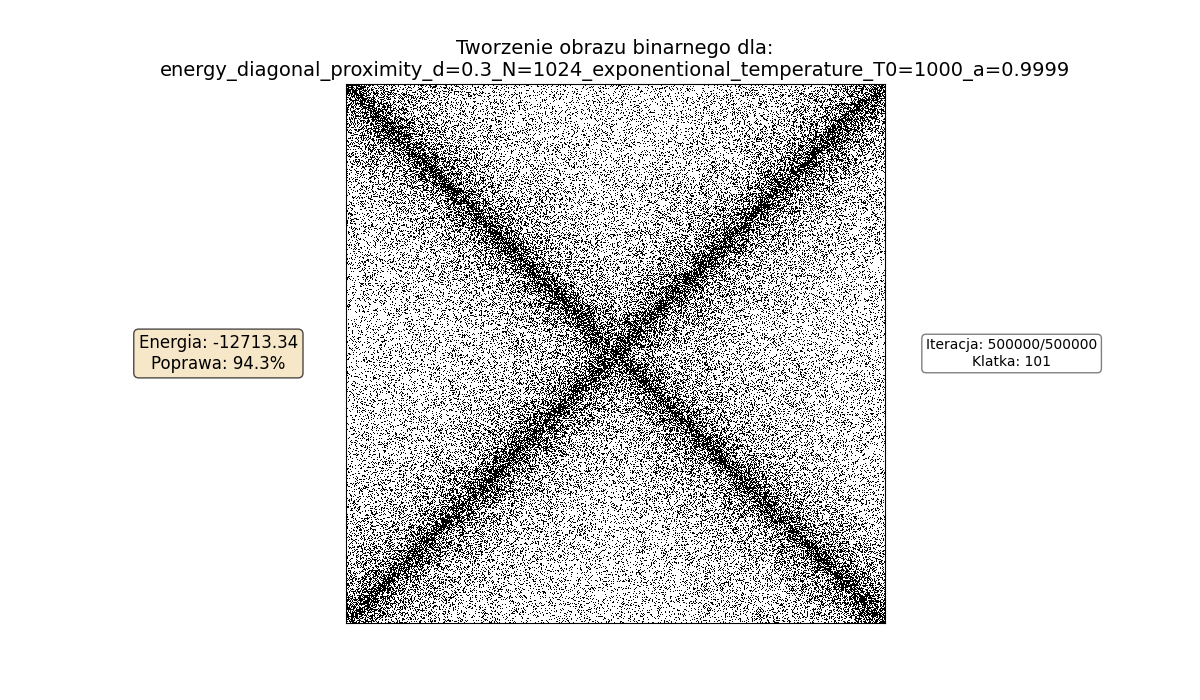 Tworzenie obrazu binarnego dla:
energy_diagonal_proximity_d=0.3_N=1024_exponentional_temperature_T0=1000_a=0.9999
Energia: -12713.34
Poprawa: 94.3%
Iteracja: 500000/500000
Klatka: 101